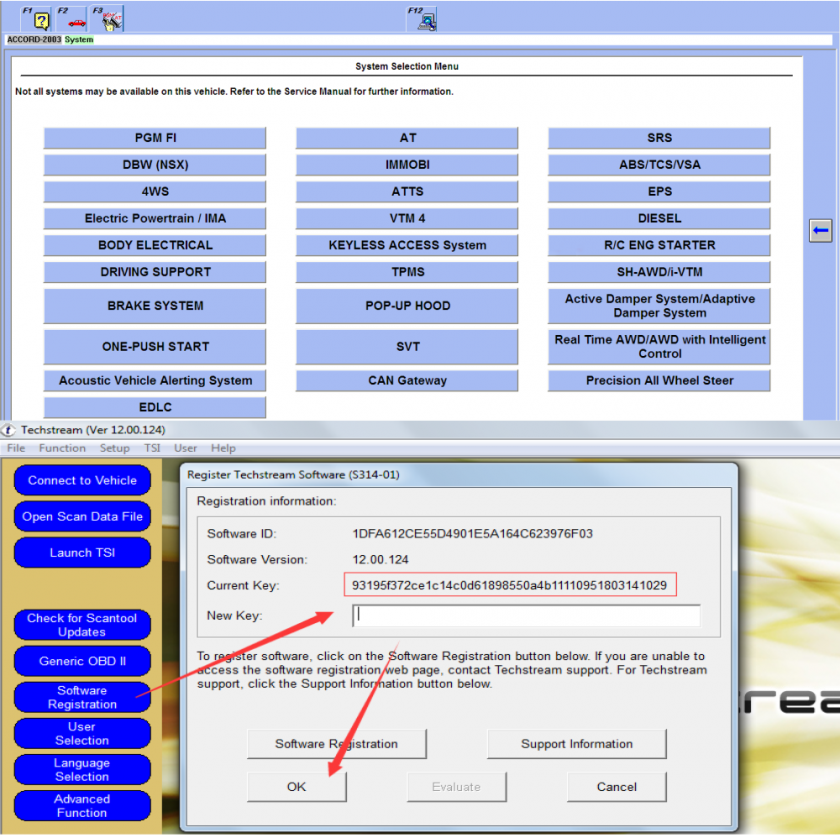 F1
F2
F3
F12
ACCORD-2003 System
System Selection Menu
Not all systems may be available on this vehicle. Refer to the Service Manual for further information.
PGM FI
AT
SRS
DBW (NSX)
IMMOBI
ABS/TCS/VSA
4WS
ATTS
EPS
Electric Powertrain / IMA
VTM 4
DIESEL
BODY ELECTRICAL
KEYLESS ACCESS System
R/C ENG STARTER
DRIVING SUPPORT
TPMS
SH-AWD/i-VTM
BRAKE SYSTEM
POP-UP HOOD
Active Damper System/Adaptive
Damper System
ONE-PUSH START
SVT
Real Time AWD/AWD with Intelligent
Control
Acoustic Vehicle Alerting System
CAN Gateway
Precision All Wheel Steer
EDLC
Techstream (Ver 12.00.124)
File Function Setup TSI User Help
Connect to Vehicle
Open Scan Data File
Launch TSI
Check for Scantool
Updates
Generic OBD II
Software
Registration
User
Selection
Language
Selection
Advanced
Function
Register Techstream Software (S314-01)
Registration information:
Software ID: 1DFA612CE55D4901E5A164C623976F03
Software Version: 12.00.124
Current Key: 93195f372ce1c14c0d61898550a4b11110951803141029
New Key:
To register software, click on the Software Registration button below. If you are unable to
access the software registration web page, contact Techstream support. For Techstream
support, click the Support Information button below.
Software Registration
Support Information
OK
Evaluate
Cancel
rea